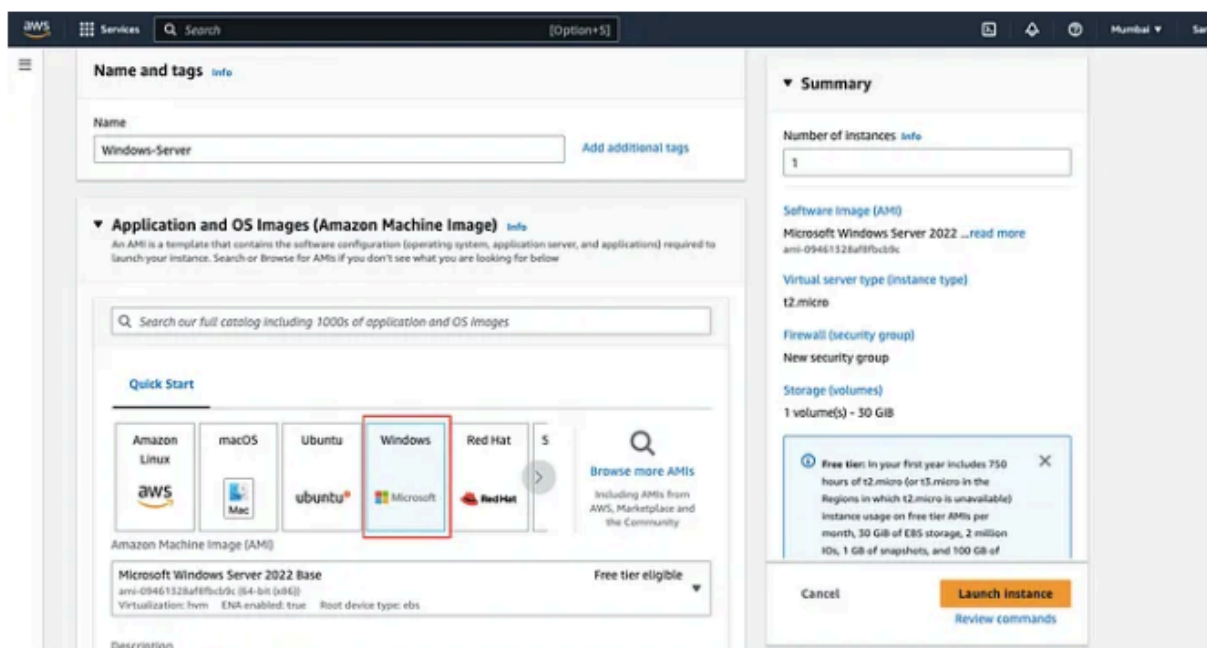 aws
Services
Search [Option+S]
Mumbai
Name and tags Info
Name
Windows-Server
Add additional tags
Application and OS Images (Amazon Machine Image) Info
An AMI is a template that contains the software configuration (operating system, application server, and applications) required to
launch your instance. Search or Browse for AMIs if you don't see what you are looking for below
Search our full catalog including 1000s of application and OS images
Quick Start
Amazon
Linux
aws
macOS
Mac
Ubuntu
ubuntu
Windows
Microsoft
Red Hat
Red Hat
S
Browse more AMIs
Including AMIs from
AWS, Marketplace and
the Community
Amazon Machine Image (AMI)
Microsoft Windows Server 2022 Base
Free tier eligible
(64-bit (x86))
Virtualization: hvm ENA enabled: true Root device type: ebs
Description
Summary
Number of instances Info
1
Software Image (AMI)
Microsoft Windows Server 2022 ...read more
Virtual server type (instance type)
t2.micro
Firewall (security group)
New security group
Storage (volumes)
1 volume(s) - 30 GiB
Free tier: In your first year includes 750
hours of t2.micro (or t3.micro in the
Regions in which t2.micro is unavailable)
instance usage on free tier AMIs per
month, 30 GiB of EBS storage, 2 million
IOs, 1 GB of snapshots, and 100 GB of
Cancel
Launch instance
Review commands